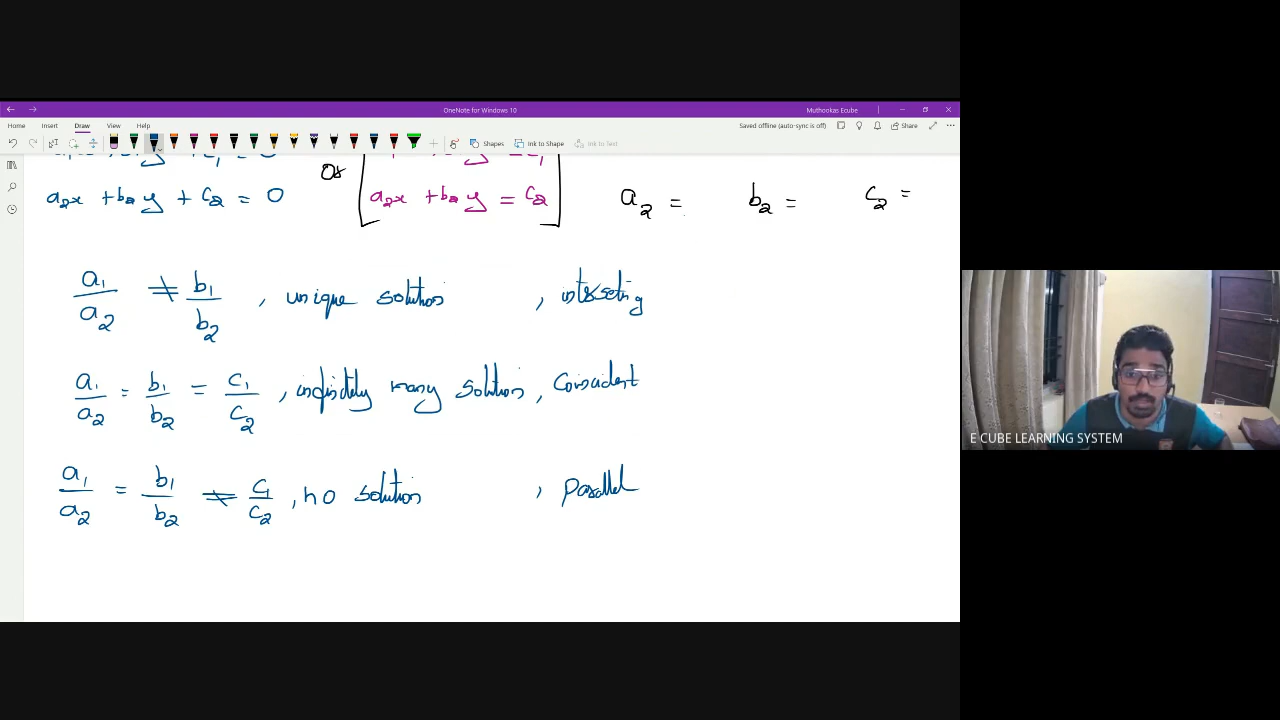 OneNote for Windows 10
Muthookas Ecube
Home Insert Draw View Help
Saved offline (auto-sync is off) Share
Shapes Ink to Shape Ink to Text
Or
a₂x + b₂y + c₂ = 0
a₂x + b₂y = c₂
a₂ = b₂ = c₂ =
a₁/a₂ ≠ b₁/b₂ , unique solution , interseting
a₁/a₂ = b₁/b₂ = c₁/c₂ , infinitely many solution , Coincident
a₁/a₂ = b₁/b₂ ≠ c₁/c₂ , no solution , parallel
E CUBE LEARNING SYSTEM